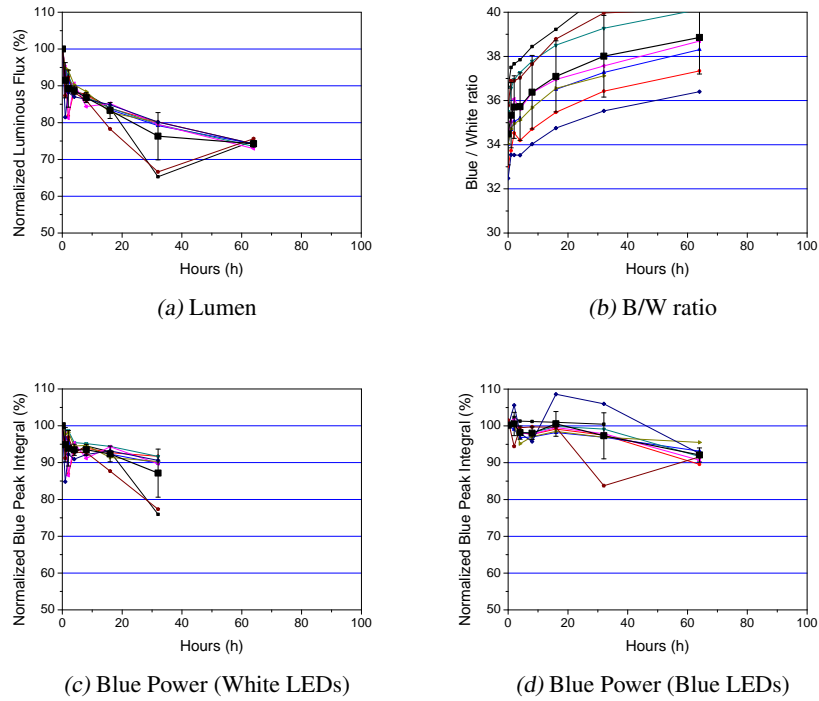 110
100
90
80
70
60
50
0 20 40 60 80 100
Normalized Luminous Flux (%)
Hours (h)
(a) Lumen
40
38
36
34
32
30
0 20 40 60 80 100
Blue / White ratio
Hours (h)
(b) B/W ratio
110
100
90
80
70
60
50
0 20 40 60 80 100
Normalized Blue Peak Integral (%)
Hours (h)
(c) Blue Power (White LEDs)
110
100
90
80
70
60
50
0 20 40 60 80 100
Normalized Blue Peak Integral (%)
Hours (h)
(d) Blue Power (Blue LEDs)